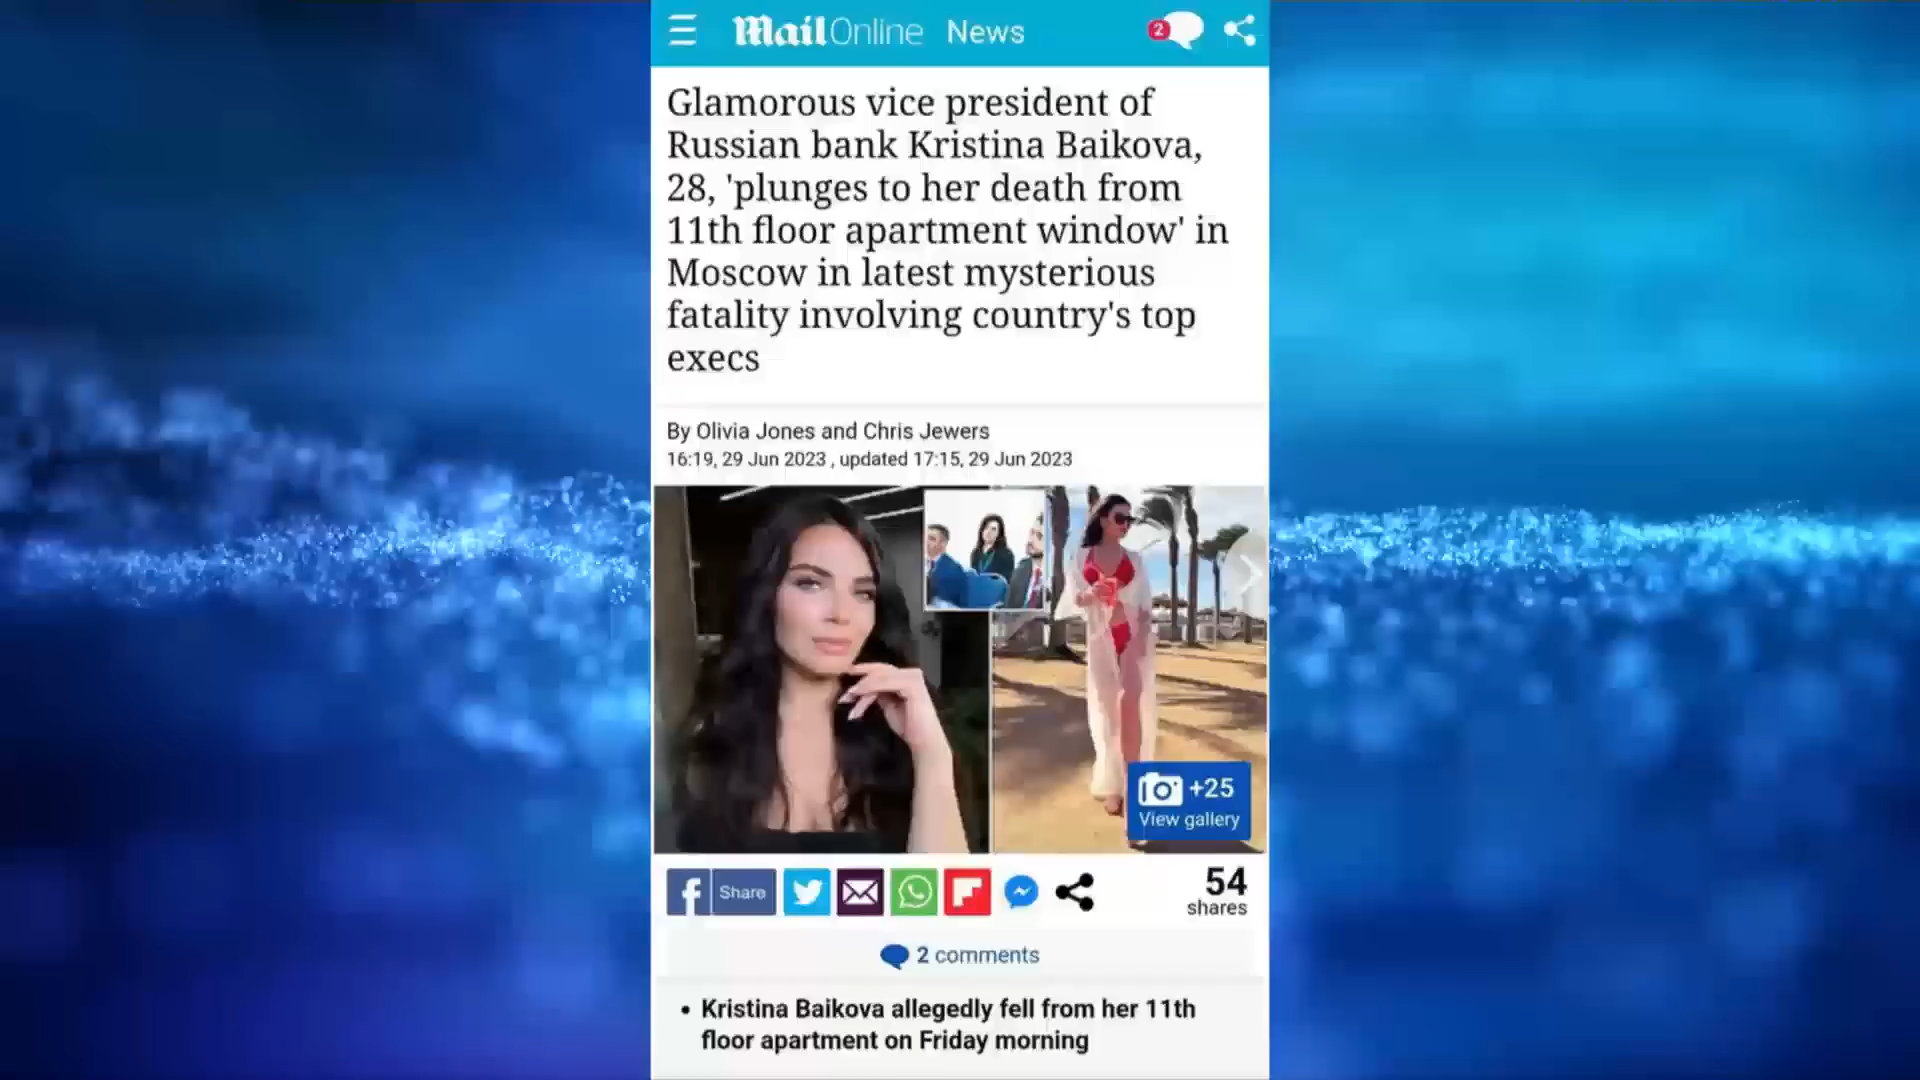 Mail Online News
2
Glamorous vice president of
Russian bank Kristina Baikova,
28, 'plunges to her death from
11th floor apartment window' in
Moscow in latest mysterious
fatality involving country's top
execs
By Olivia Jones and Chris Jewers
16:19, 29 Jun 2023 , updated 17:15, 29 Jun 2023
+25
View gallery
Share
54
shares
2 comments
• Kristina Baikova allegedly fell from her 11th
floor apartment on Friday morning